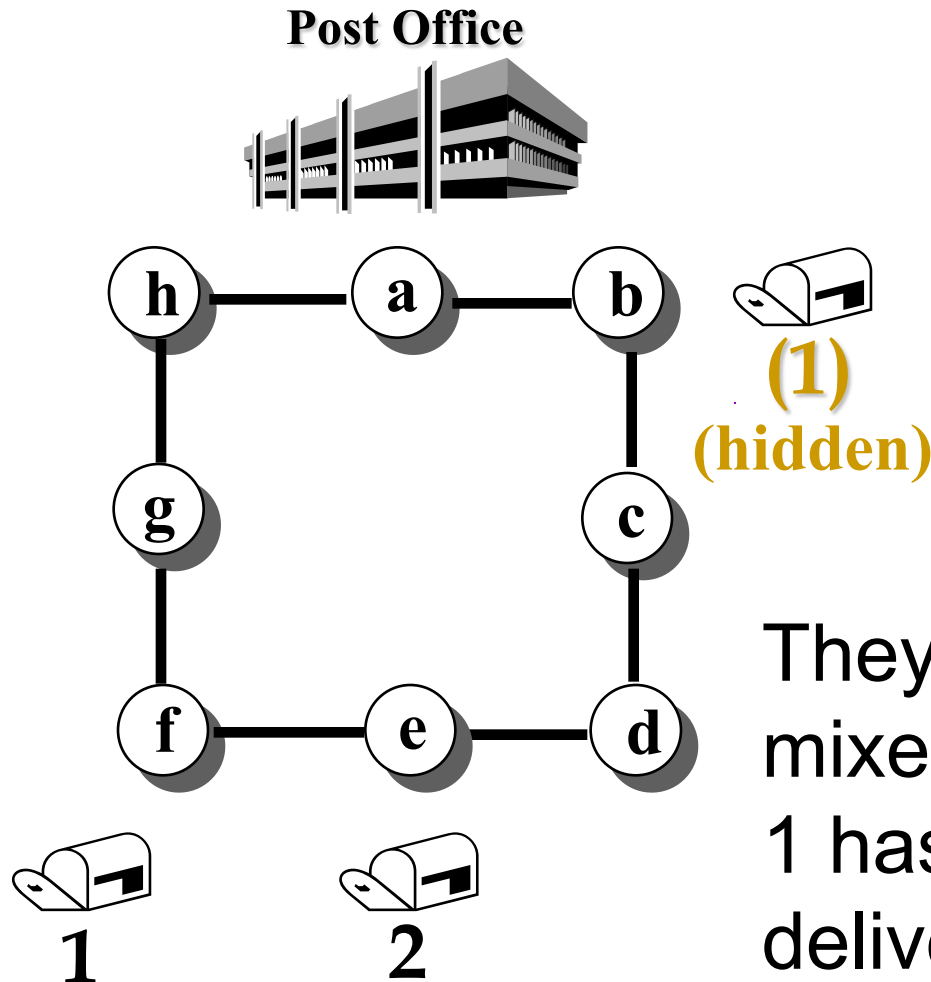 Post Office
h a b
(1)
(hidden)
g c
They
mixe
1 has
delive
f e d
1 2